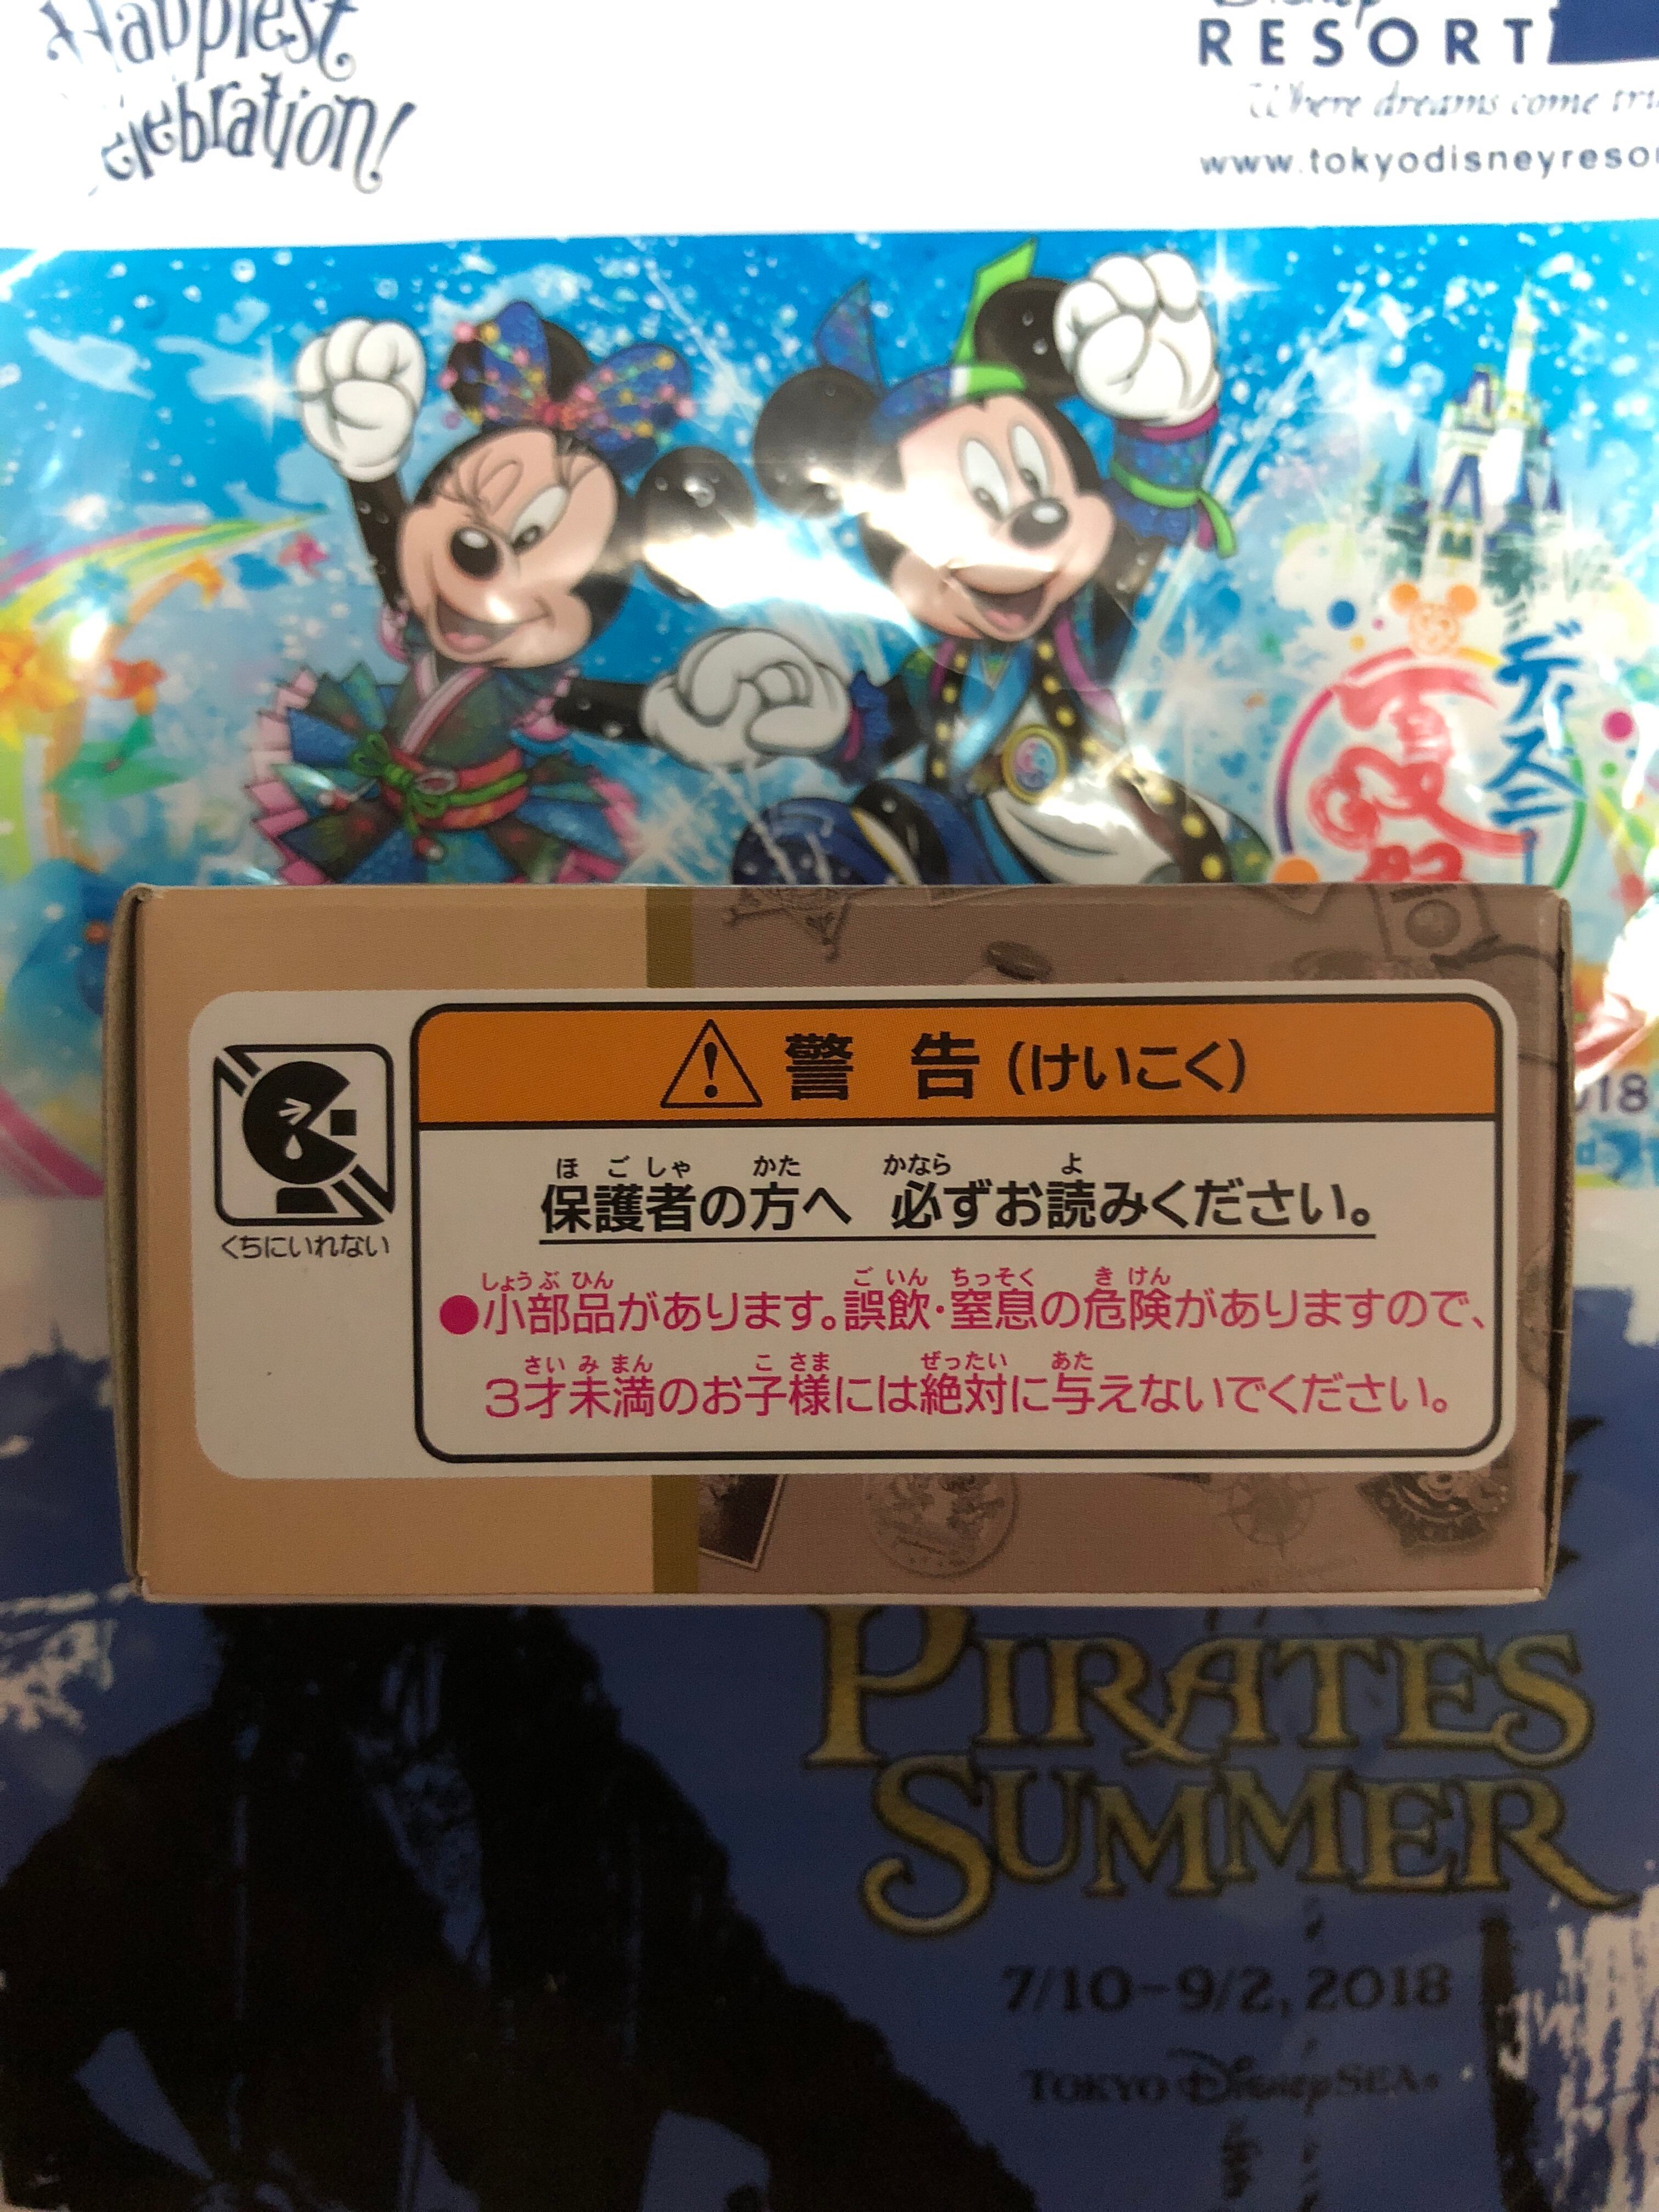 Happiest
Celebration!
Disney
RESORT
Where dreams come
www.tokyodisneyreso
ディズニー
夏祭
警告(けいこく)
ほごしゃ かた かなら よ
保護者の方へ 必ずお読みください。
くちにいれない
しょうぶひん ごいん ちっそく きけん
●小部品があります。誤飲・窒息の危険がありますので、
さいみまん こさま ぜったい あた
3才未満のお子様には絶対に与えないでください。
PIRATES
SUMMER
7/10-9/2, 2018
TOKYO DisneySEA®